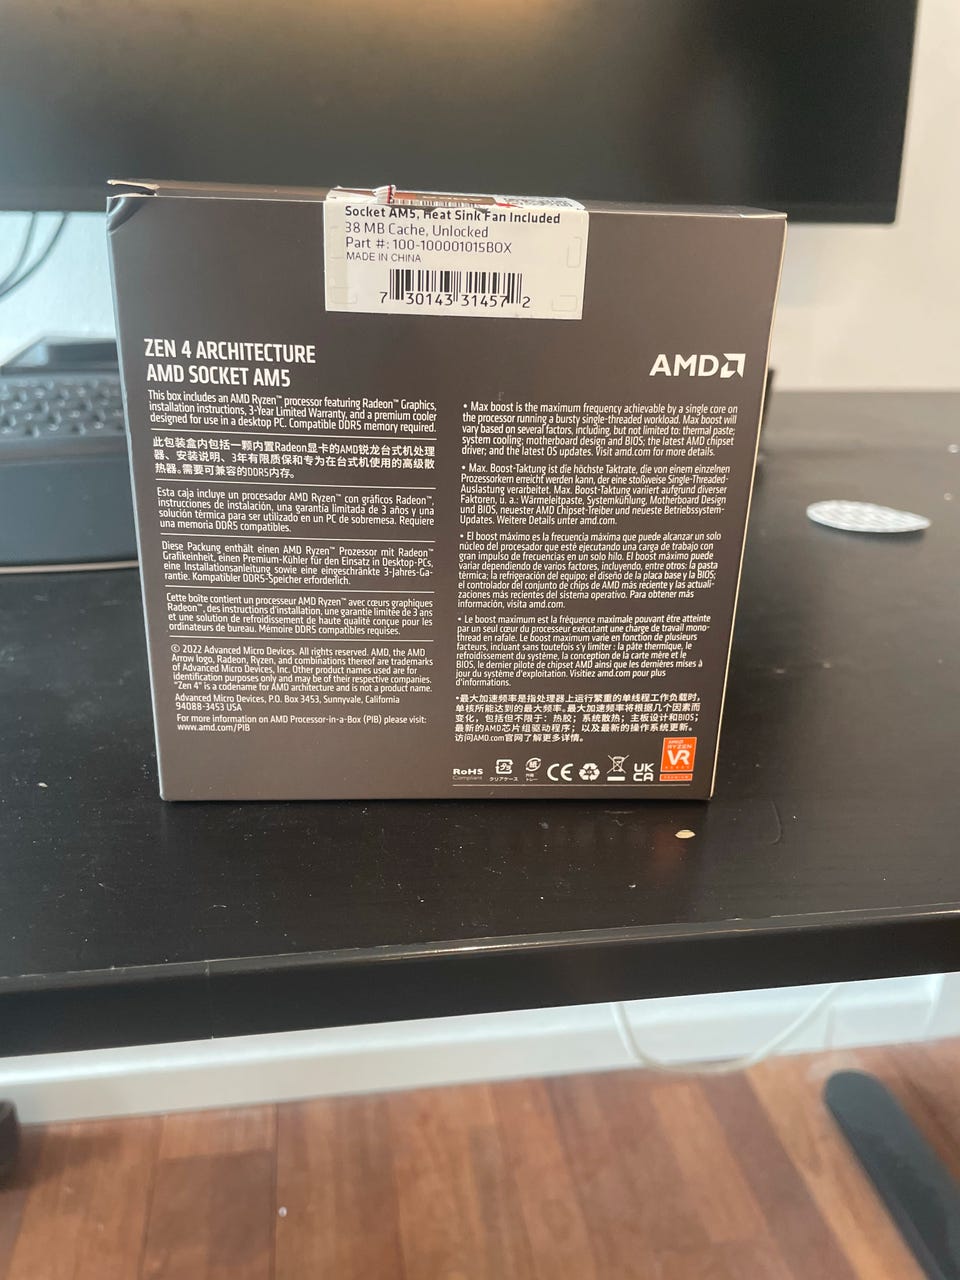 Socket AM5, Heat Sink Fan Included
38 MB Cache, Unlocked
Part #: 100-100001015BOX
MADE IN CHINA
7 30143 31457 2
ZEN 4 ARCHITECTURE
AMD SOCKET AM5
This box includes an AMD Ryzen™ processor featuring Radeon™ Graphics,
installation instructions, 3-Year Limited Warranty, and a premium cooler
designed for use in a desktop PC. Compatible DDR5 memory required.
此包装盒内包括一颗内置Radeon显卡的AMD锐龙台式机处理
器、安装说明、3年有限质保和专为在台式机使用的高级散
热器。需要可兼容的DDR5内存。
Esta caja incluye un procesador AMD Ryzen™ con gráficos Radeon™,
instrucciones de instalación, una garantía limitada de 3 años y una
solución térmica para ser utilizado en un PC de sobremesa. Requiere
una memoria DDR5 compatibles.
Diese Packung enthält einen AMD Ryzen™ Prozessor mit Radeon™
Grafikeinheit, einen Premium-Kühler für den Einsatz in Desktop-PCs,
eine Installationsanleitung sowie eine eingeschränkte 3-Jahres-Ga-
rantie. Kompatibler DDR5-Speicher erforderlich.
Cette boîte contient un processeur AMD Ryzen™ avec cœurs graphiques
Radeon™, des instructions d'installation, une garantie limitée de 3 ans
et une solution de refroidissement de haute qualité conçue pour les
ordinateurs de bureau. Mémoire DDR5 compatibles requises.
© 2022 Advanced Micro Devices. All rights reserved. AMD, the AMD
Arrow logo, Radeon, Ryzen, and combinations thereof are trademarks
of Advanced Micro Devices, Inc. Other product names used are for
identification purposes only and may be of their respective companies.
"Zen 4" is a codename for AMD architecture and is not a product name.
Advanced Micro Devices, P.O. Box 3453, Sunnyvale, California
94088-3453 USA
For more information on AMD Processor-in-a-Box (PIB) please visit:
www.amd.com/PIB
AMD
• Max boost is the maximum frequency achievable by a single core on
the processor running a bursty single-threaded workload. Max boost will
vary based on several factors, including, but not limited to: thermal paste;
system cooling; motherboard design and BIOS; the latest AMD chipset
driver; and the latest OS updates. Visit amd.com for more details.
• Max. Boost-Taktung ist die höchste Taktrate, die von einem einzelnen
Prozessorkern erreicht werden kann, der eine stoßweise Single-Threaded-
Auslastung verarbeitet. Max. Boost-Taktung variiert aufgrund diverser
Faktoren, u. a.: Wärmeleitpaste, Systemkühlung, Motherboard Design
und BIOS, neuester AMD Chipset-Treiber und neueste Betriebssystem-
Updates. Weitere Details unter amd.com.
• El boost máximo es la frecuencia máxima que puede alcanzar un solo
núcleo del procesador que esté ejecutando una carga de trabajo con
gran impulso de frecuencias en un solo hilo. El boost máximo puede
variar dependiendo de varios factores, incluyendo, entre otros: la pasta
térmica; la refrigeración del equipo; el diseño de la placa base y la BIOS;
el controlador del conjunto de chips de AMD más reciente y las actuali-
zaciones más recientes del sistema operativo. Para obtener más
información, visita amd.com.
• Le boost maximum est la fréquence maximale pouvant être atteinte
par un seul cœur du processeur exécutant une charge de travail mono-
thread en rafale. Le boost maximum varie en fonction de plusieurs
facteurs, incluant sans toutefois s'y limiter : la pâte thermique, le
refroidissement du système, la conception de la carte mère et le
BIOS, le dernier pilote de chipset AMD ainsi que les dernières mises à
jour du système d'exploitation. Visitiez amd.com pour plus
d'informations.
•最大加速频率是指处理器上运行繁重的单线程工作负载时,
单核所能达到的最大频率。最大加速频率将根据几个因素而
变化, 包括但不限于: 热胶; 系统散热; 主板设计和BIOS;
最新的AMD芯片组驱动程序; 以及最新的操作系统更新。
访问AMD.com官网了解更多详情。
RoHS
Compliant
クリアケース
紙
外箱
トレー
CE
UK
CA
AMD
RYZEN
VR